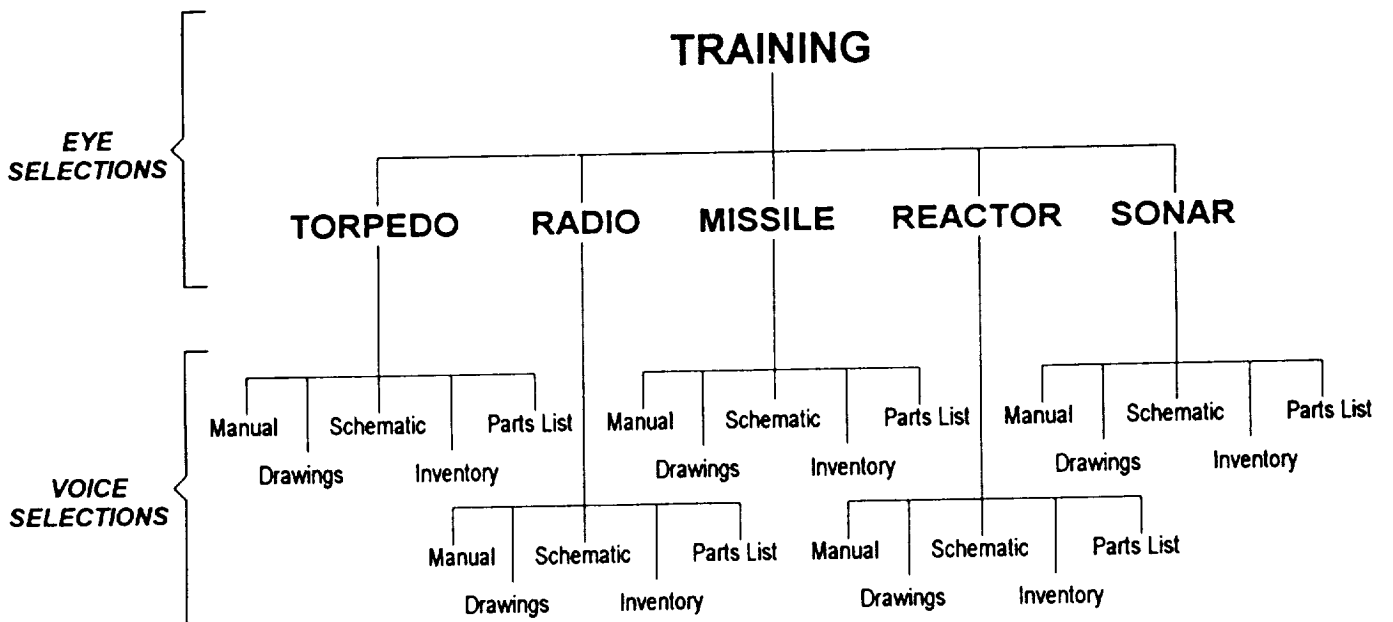 TRAINING
EYE
SELECTIONS
TORPEDO RADIO MISSILE REACTOR SONAR
Manual Schematic Parts List Manual Schematic Parts List Manual Schematic Parts List
Drawings Inventory Drawings Inventory Drawings Inventory
VOICE
SELECTIONS
Manual Schematic Parts List Manual Schematic Parts List
Drawings Inventory Drawings Inventory